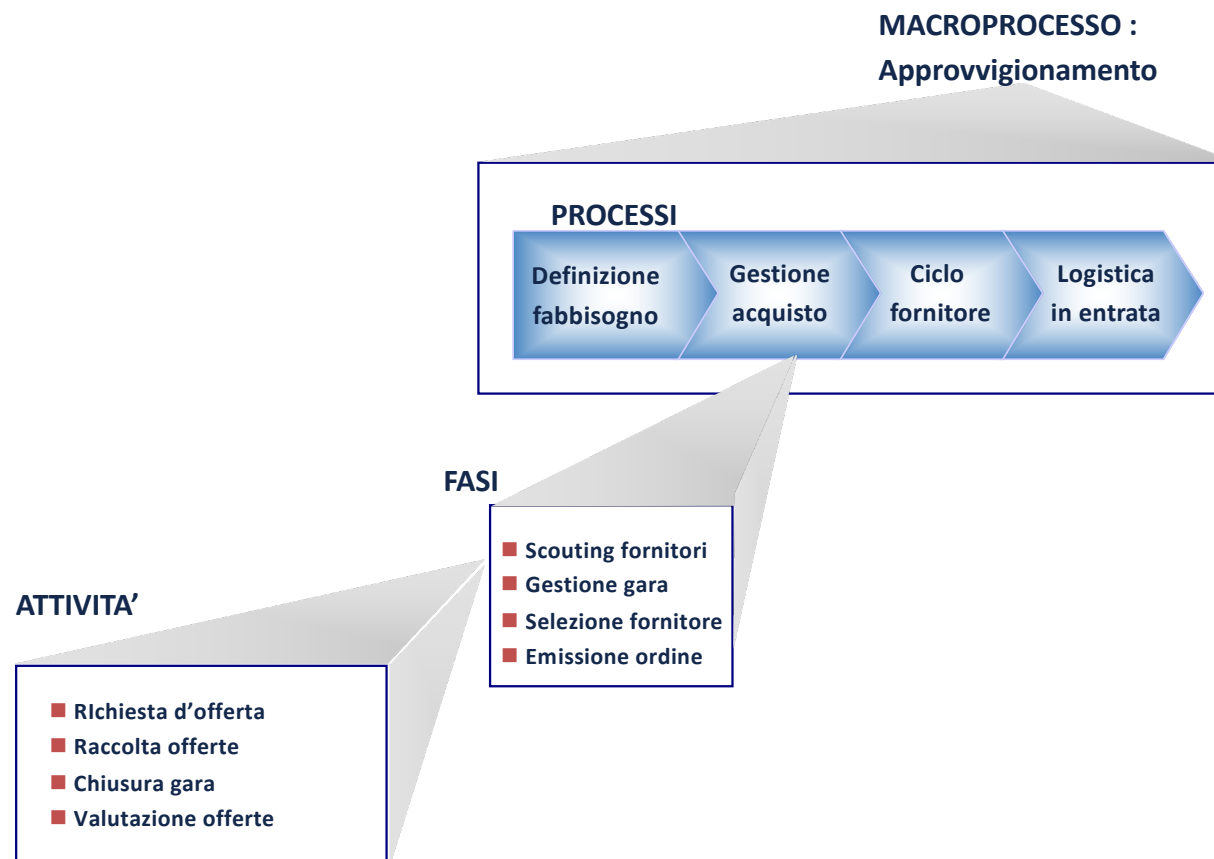 MACROPROCESSO :
Approvvigionamento
PROCESSI
Definizione
fabbisogno
Gestione
acquisto
Ciclo
fornitore
Logistica
in entrata
FASI
Scouting fornitori
Gestione gara
Selezione fornitore
Emissione ordine
ATTIVITA’
RIchiesta d’offerta
Raccolta offerte
Chiusura gara
Valutazione offerte